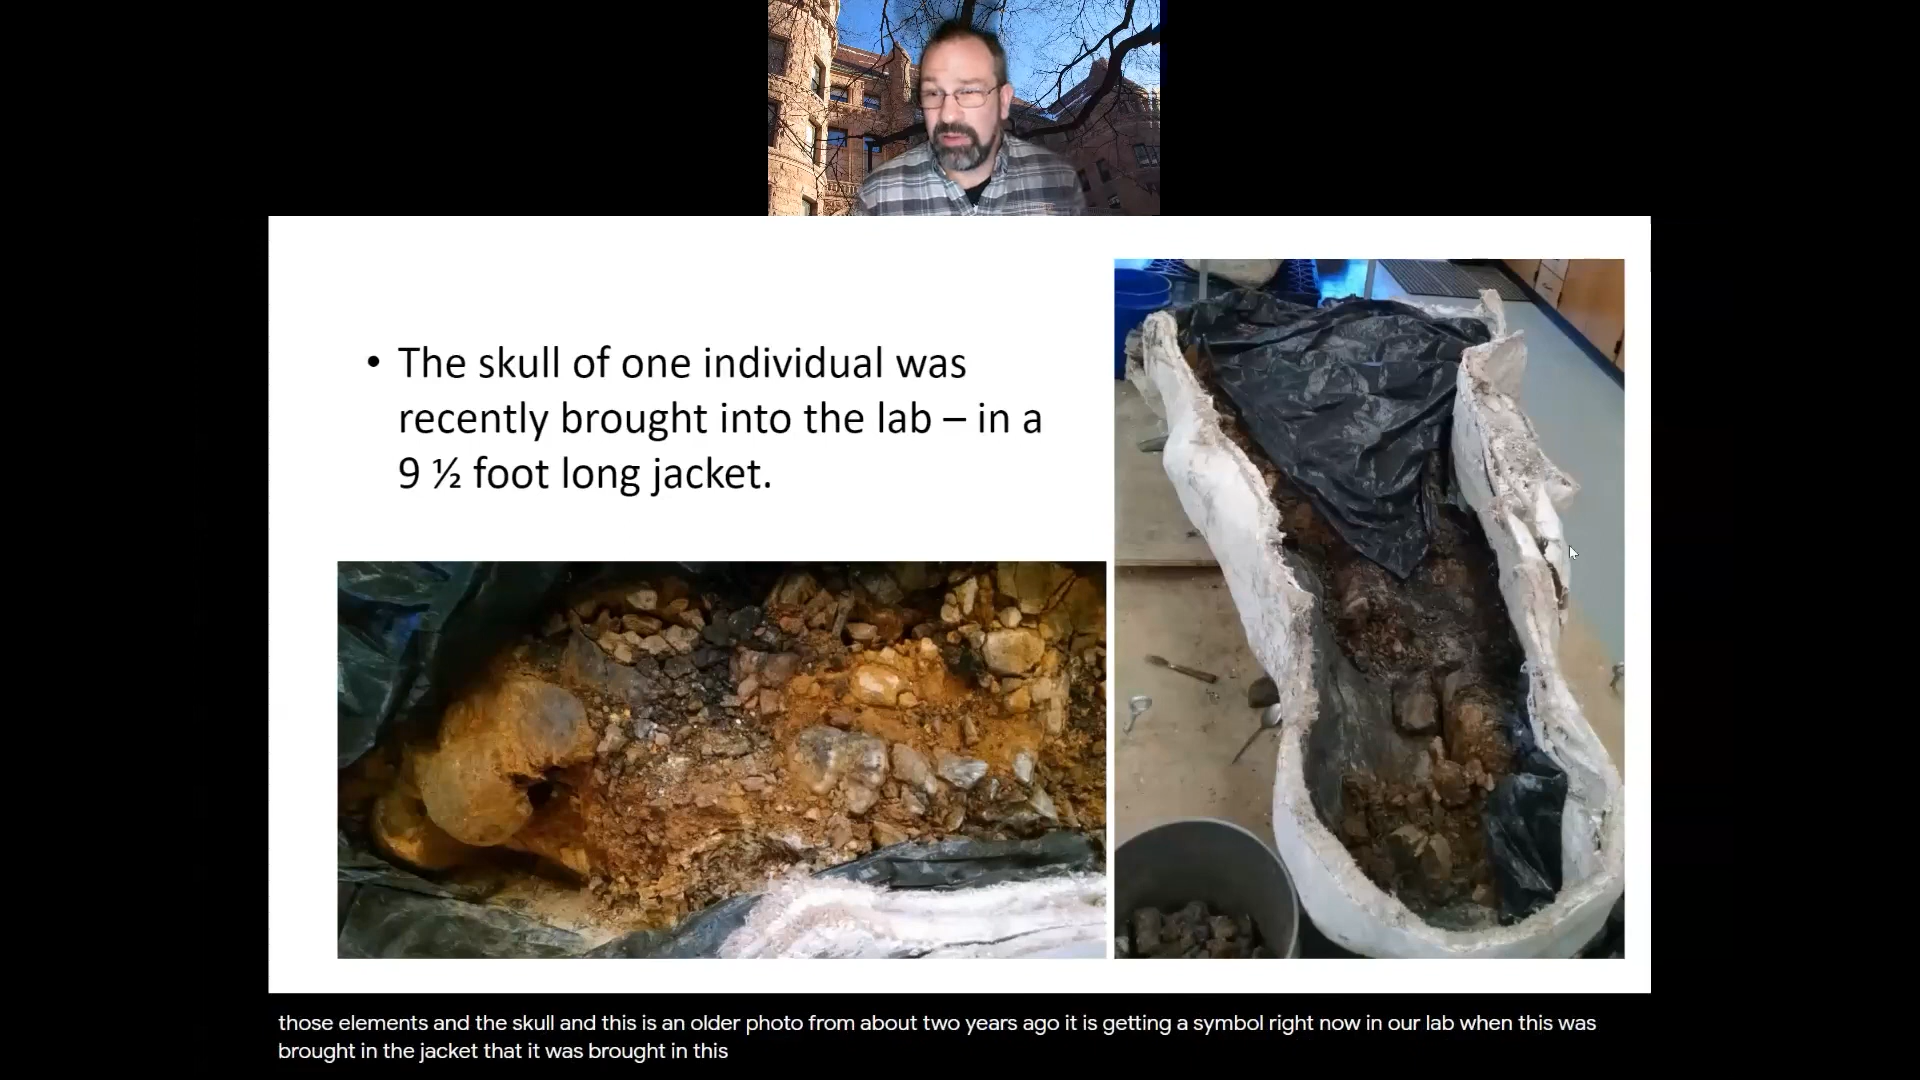 • The skull of one individual was
recently brought into the lab – in a
9 ½ foot long jacket.
those elements and the skull and this is an older photo from about two years ago it is getting a symbol right now in our lab when this was
brought in the jacket that it was brought in this